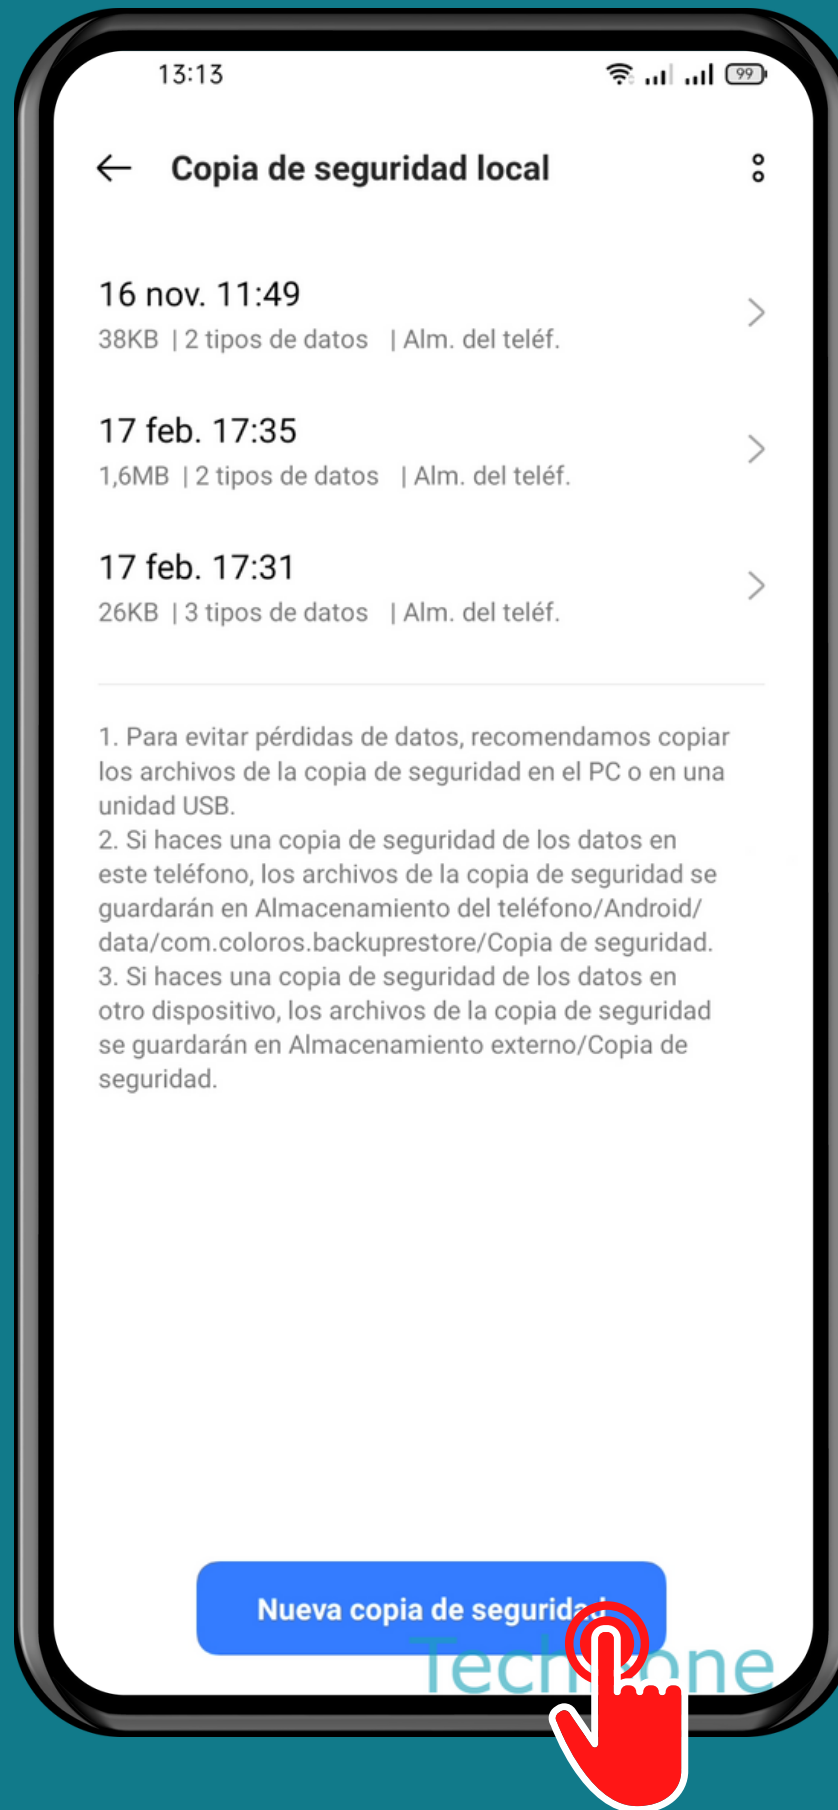 13:13
99
Copia de seguridad local
16 nov. 11:49
38KB | 2 tipos de datos | Alm. del teléf.
17 feb. 17:35
1,6MB | 2 tipos de datos | Alm. del teléf.
17 feb. 17:31
26KB | 3 tipos de datos | Alm. del teléf.
1. Para evitar pérdidas de datos, recomendamos copiar
los archivos de la copia de seguridad en el PC o en una
unidad USB.
2. Si haces una copia de seguridad de los datos en
este teléfono, los archivos de la copia de seguridad se
guardarán en Almacenamiento del teléfono/Android/
data/com.coloros.backuprestore/Copia de seguridad.
3. Si haces una copia de seguridad de los datos en
otro dispositivo, los archivos de la copia de seguridad
se guardarán en Almacenamiento externo/Copia de
seguridad.
Nueva copia de seguridad